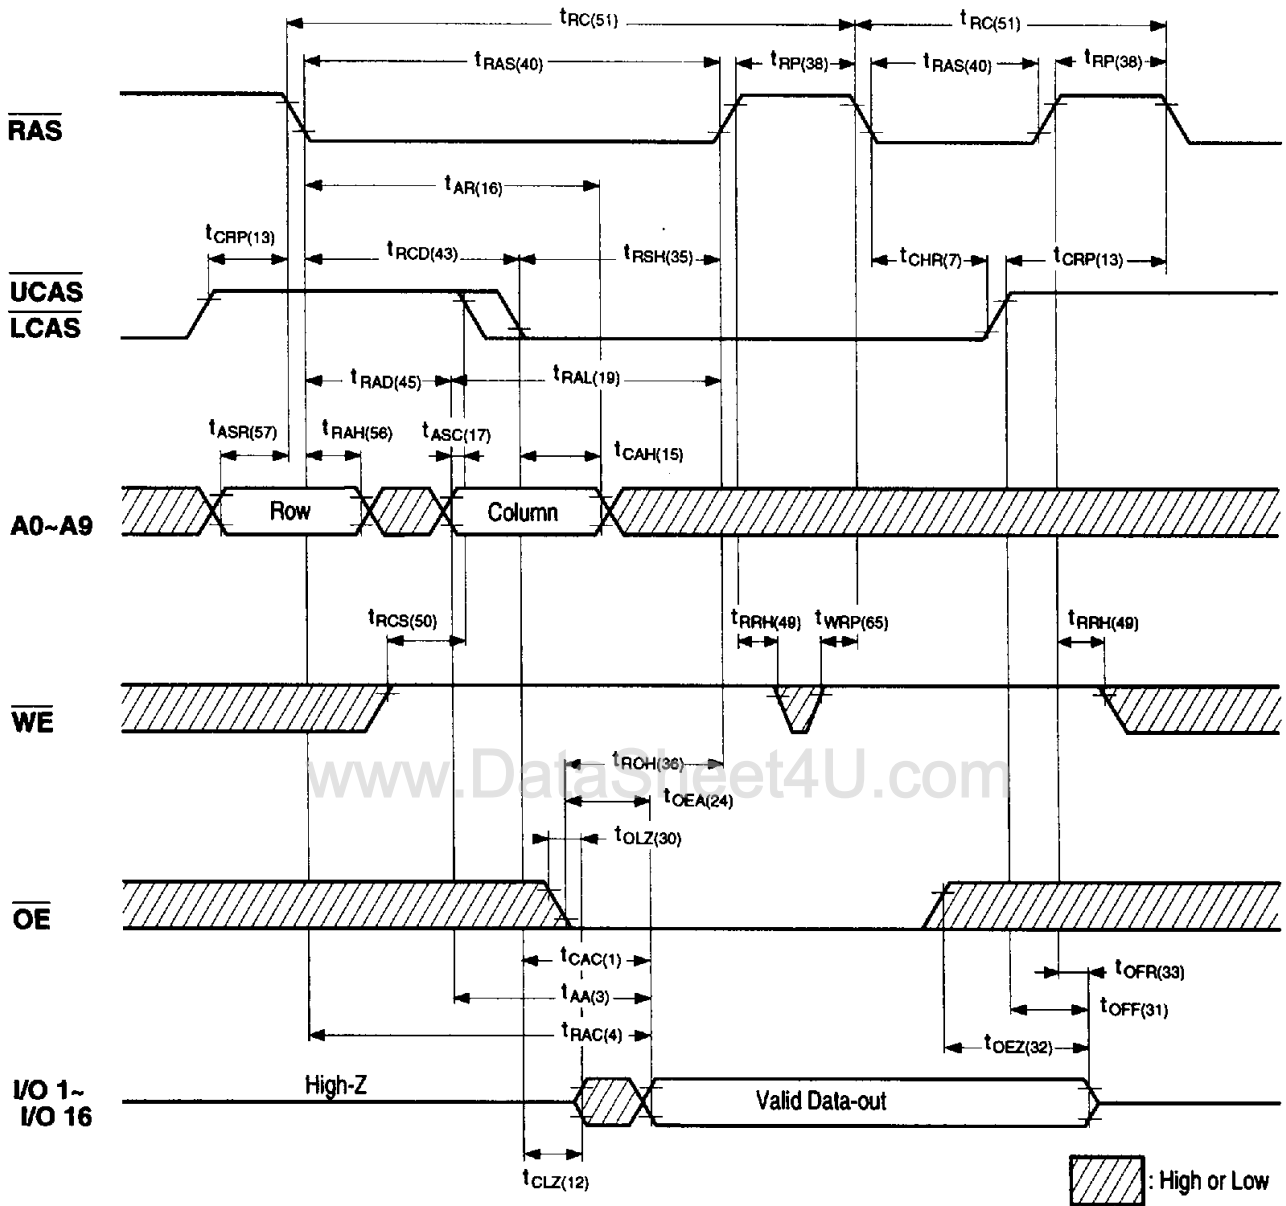 tRC(51) tRC(51)
tRAS(40) tRP(38) tRAS(40) tRP(38)
RAS
tAR(16)
tCRP(13) tRCD(43) tRSH(35) tCHR(7) tCRP(13)
UCAS
LCAS
tRAD(45) tRAL(19)
tASR(57) tRAH(56) tASC(17) tCAH(15)
A0~A9 Row Column
tRCS(50) tRRH(49) tWRP(65) tRRH(49)
WE
www.DataSheet4U.com
tROH(36)
tOEA(24)
tOLZ(30)
OE
tCAC(1) tOFR(33)
tAA(3) tOFF(31)
tRAC(4) tOEZ(32)
I/O 1~
I/O 16
High-Z Valid Data-out
tCLZ(12)
: High or Low